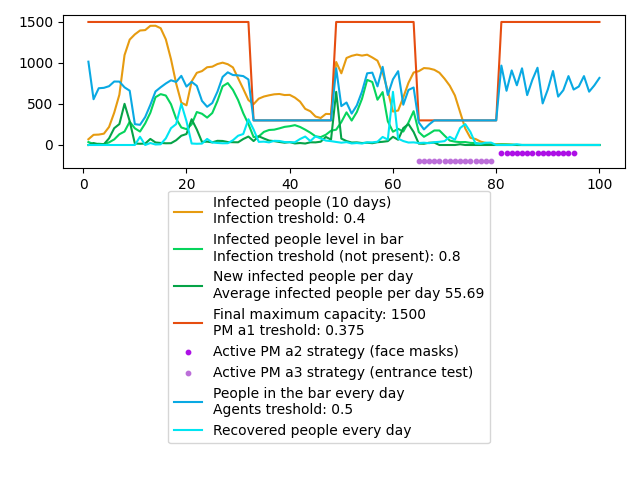 1500
1000
500
0
0 20 40 60 80 100
Infected people (10 days)
Infection treshold: 0.4
Infected people level in bar
Infection treshold (not present): 0.8
New infected people per day
Average infected people per day 55.69
Final maximum capacity: 1500
PM a1 treshold: 0.375
Active PM a2 strategy (face masks)
Active PM a3 strategy (entrance test)
People in the bar every day
Agents treshold: 0.5
Recovered people every day